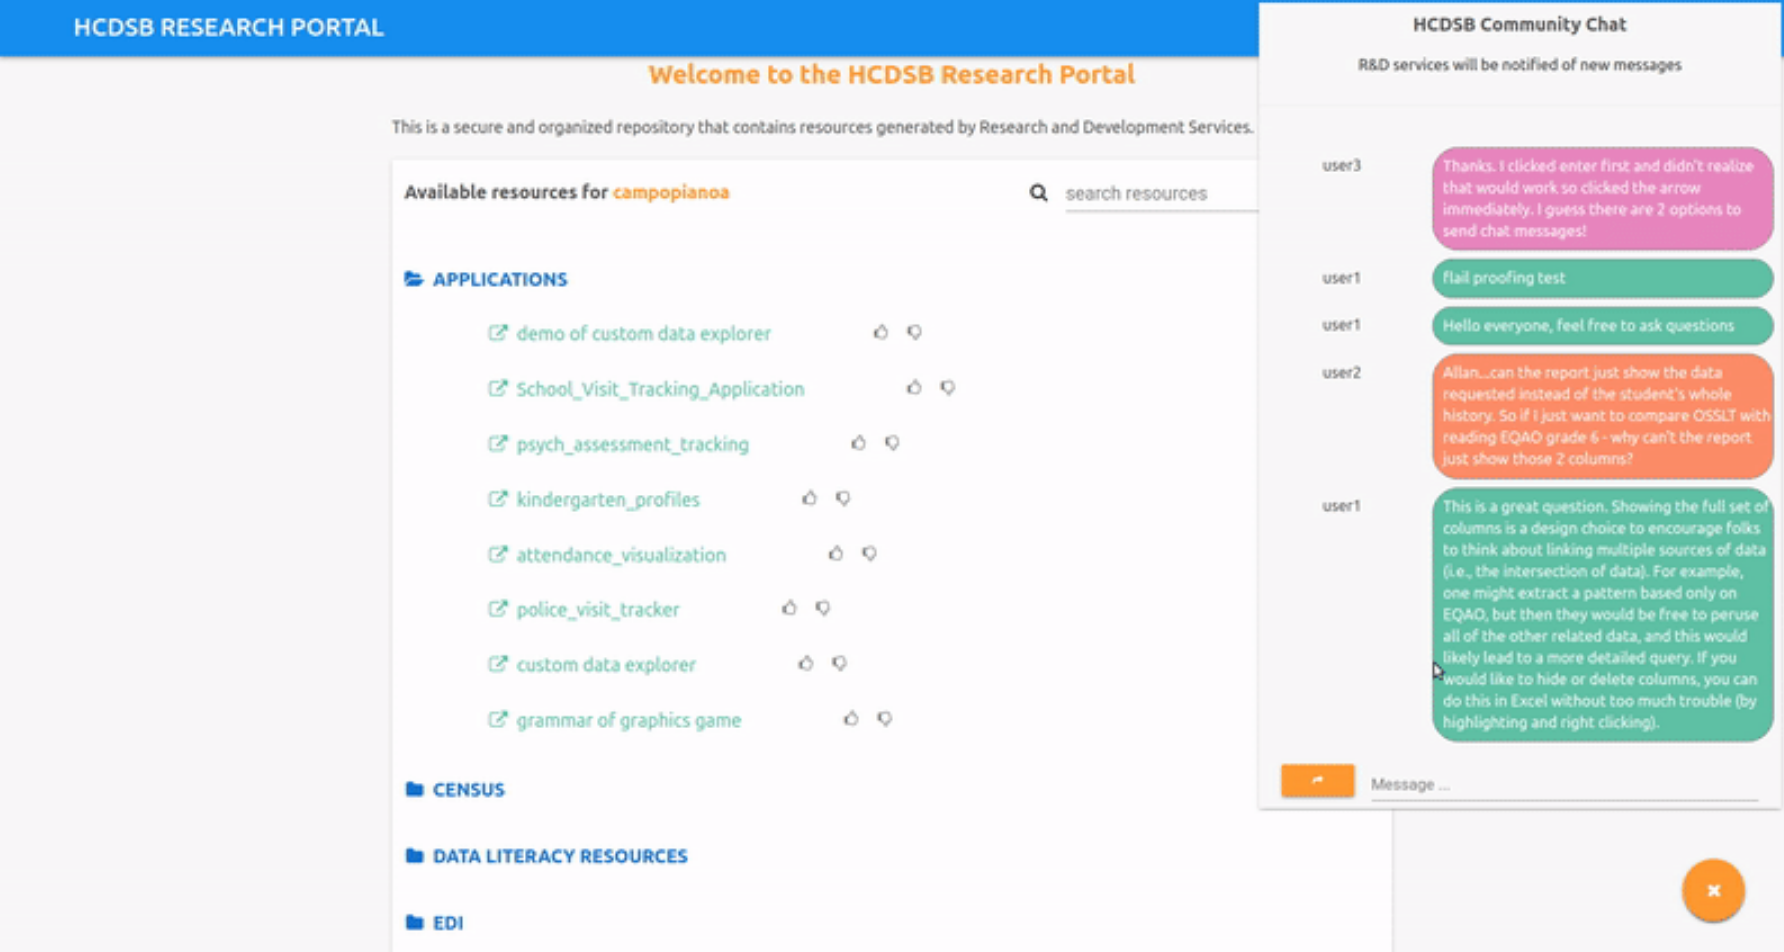 HCDSB RESEARCH PORTAL
Welcome to the HCDSB Research Portal
This is a secure and organized repository that contains resources generated by Research and Development Services.
Available resources for campopianoa
search resources
APPLICATIONS
demo of custom data explorer
School_Visit_Tracking_Application
psych_assessment_tracking
kindergarten_profiles
attendance_visualization
police_visit_tracker
custom data explorer
grammar of graphics game
CENSUS
DATA LITERACY RESOURCES
EDI
HCDSB Community Chat
R&D services will be notified of new messages
user3
Thanks. I clicked enter first and didn't realize
that would work so clicked the arrow
immediately. I guess there are 2 options to
send chat messages!
user1
flail proofing test
user1
Hello everyone, feel free to ask questions
user2
Allan...can the report just show the data
requested instead of the student's whole
history. So if I just want to compare OSSLT with
reading EQAO grade 6 - why can't the report
just show those 2 columns?
user1
This is a great question. Showing the full set of
columns is a design choice to encourage folks
to think about linking multiple sources of data
(i.e., the intersection of data). For example,
one might extract a pattern based only on
EQAO, but then they would be free to peruse
all of the other related data, and this would
likely lead to a more detailed query. If you
would like to hide or delete columns, you can
do this in Excel without too much trouble (by
highlighting and right clicking).
Message ...